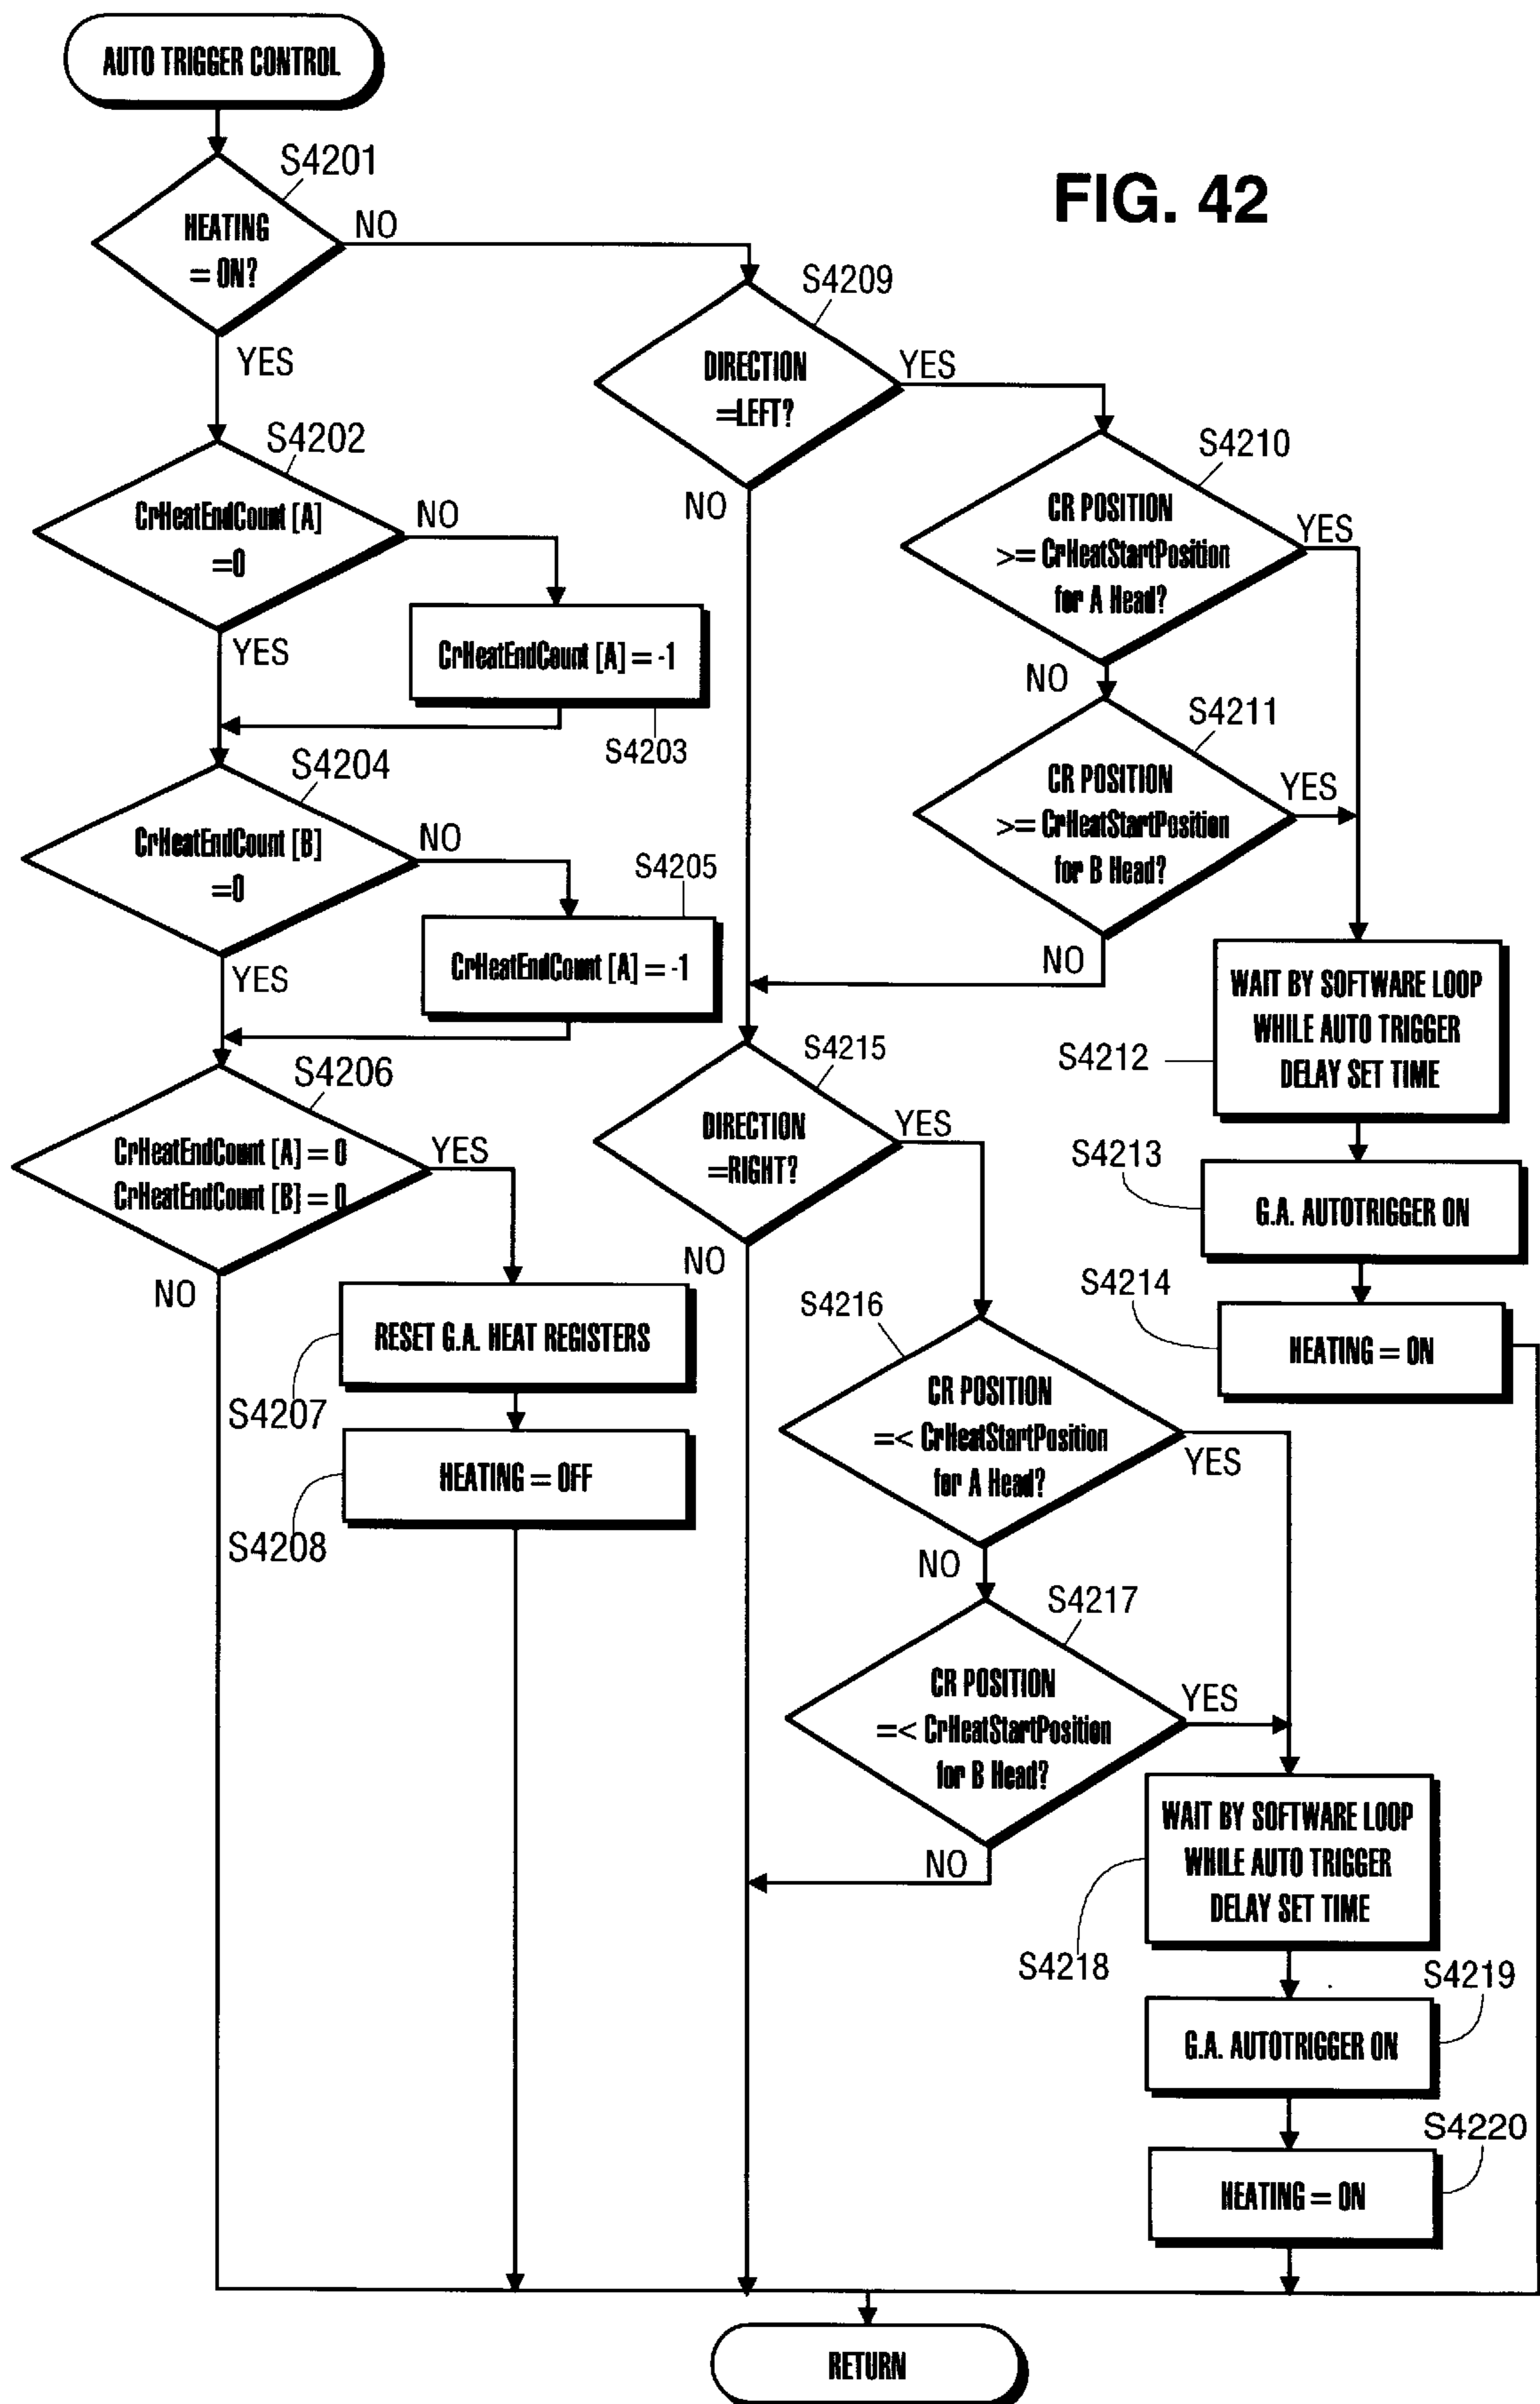 FIG. 42
AUTO TRIGGER CONTROL
S4201
HEATING
= ON?
NO
YES
S4202
CrHeatEndCount [A]
=0
NO
YES
CrHeatEndCount [A] = -1
S4203
S4204
CrHeatEndCount [B]
=0
NO
YES
S4205
CrHeatEndCount [A] = -1
S4206
CrHeatEndCount [A] = 0
CrHeatEndCount [B] = 0
YES
NO
RESET G.A. HEAT REGISTERS
S4207
HEATING = OFF
S4208
S4209
DIRECTION
=LEFT?
YES
NO
S4210
CR POSITION
>= CrHeatStartPosition
for A Head?
YES
NO
S4211
CR POSITION
>= CrHeatStartPosition
for B Head?
YES
NO
WAIT BY SOFTWARE LOOP
WHILE AUTO TRIGGER
DELAY SET TIME
S4212
S4213
G.A. AUTOTRIGGER ON
S4214
HEATING = ON
S4215
DIRECTION
=RIGHT?
YES
NO
S4216
CR POSITION
=< CrHeatStartPosition
for A Head?
YES
NO
S4217
CR POSITION
=< CrHeatStartPosition
for B Head?
YES
NO
WAIT BY SOFTWARE LOOP
WHILE AUTO TRIGGER
DELAY SET TIME
S4218
S4219
G.A. AUTOTRIGGER ON
S4220
HEATING = ON
RETURN